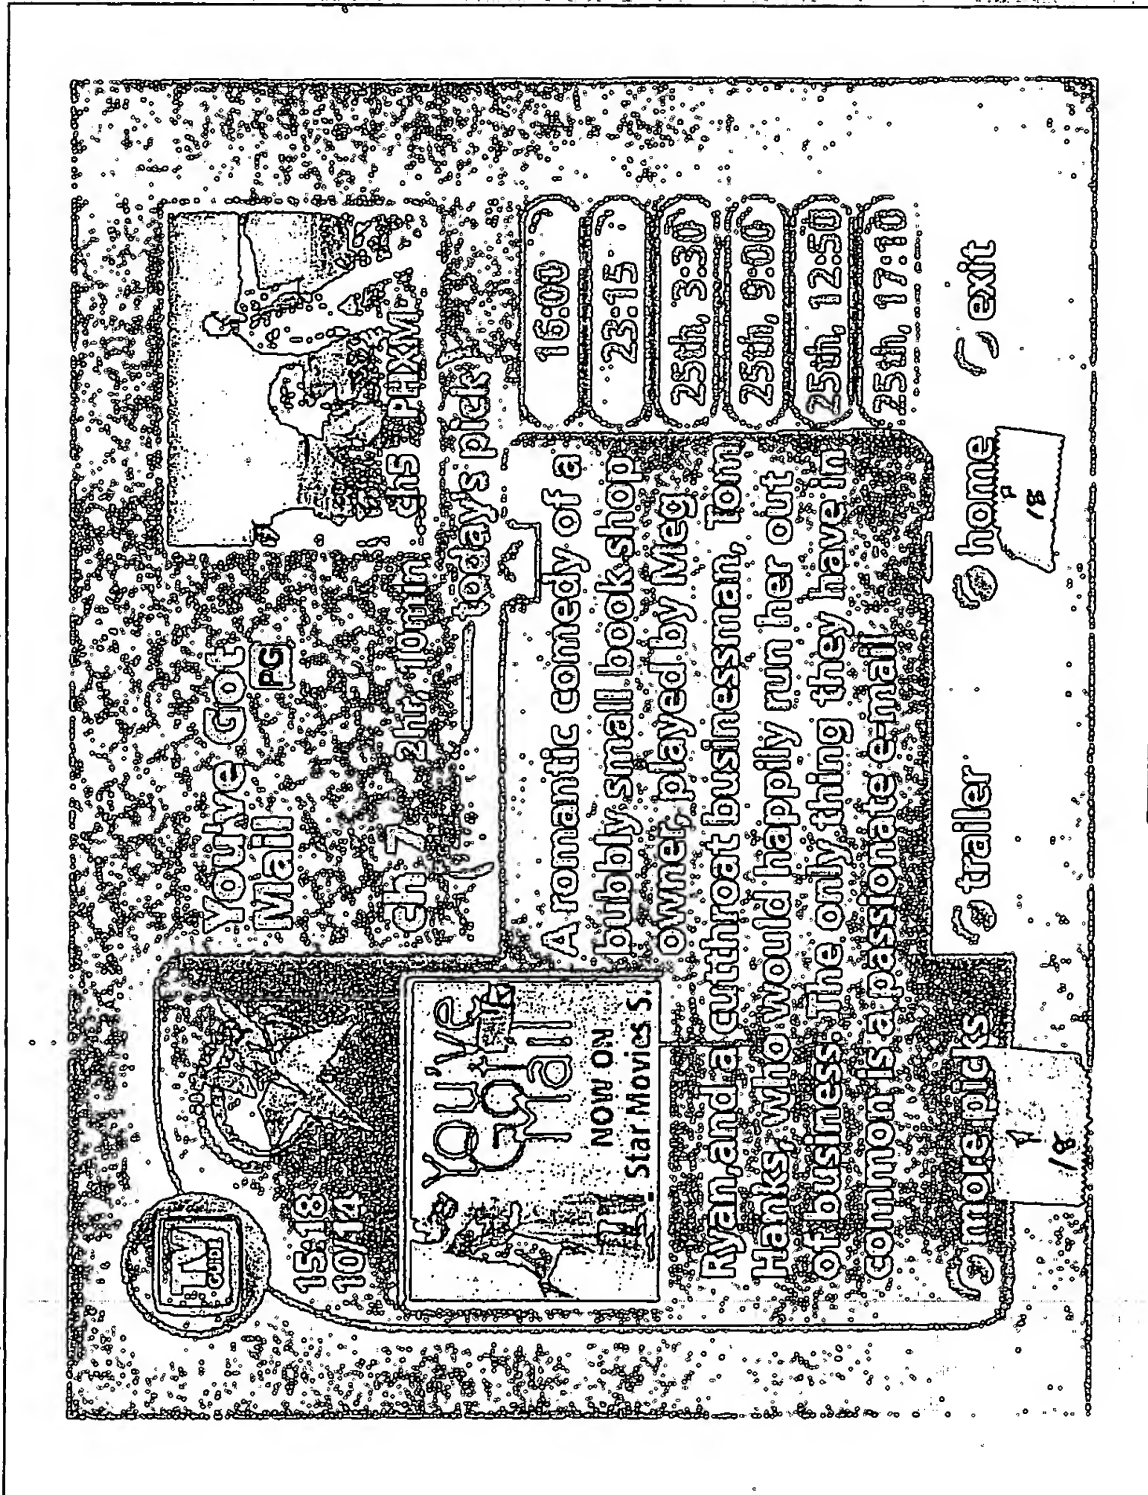 TV
GUIDE
15:18
10/14
You've Got
Mail PG
ch 7 2hr, 10min
ch5 PHXM
today's pick
You've
Got
Mail
NOW ON
Star Movies S.
A romantic comedy of a
bubbly, small book shop
owner, played by Meg
Ryan, and a cutthroat businessman, Tom
Hanks, who would happily run her out
of business. The only thing they have in
common is a passionate e-mail
16:00
23:15
25th, 3:30
25th, 9:00
25th, 12:50
25th, 17:10
more picks
trailer
home
exit
18
18